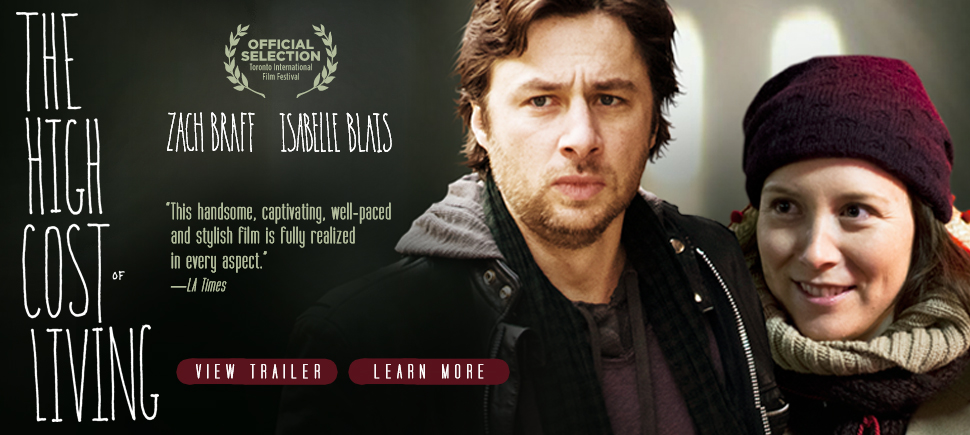 THE
HIGH
COST
OF
LIVING
OFFICIAL
SELECTION
Toronto International
Film Festival
ZACH BRAFF ISABELLE BLAIS
"This handsome, captivating, well-paced
and stylish film is fully realized
in every aspect."
—LA Times
VIEW TRAILER LEARN MORE